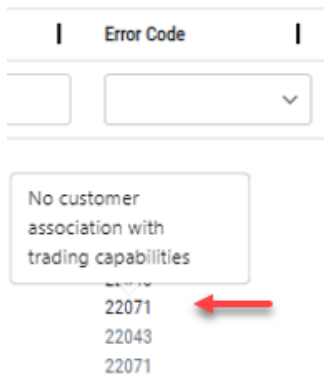 Error Code
No customer
association with
trading capabilities
22071
22043
22071